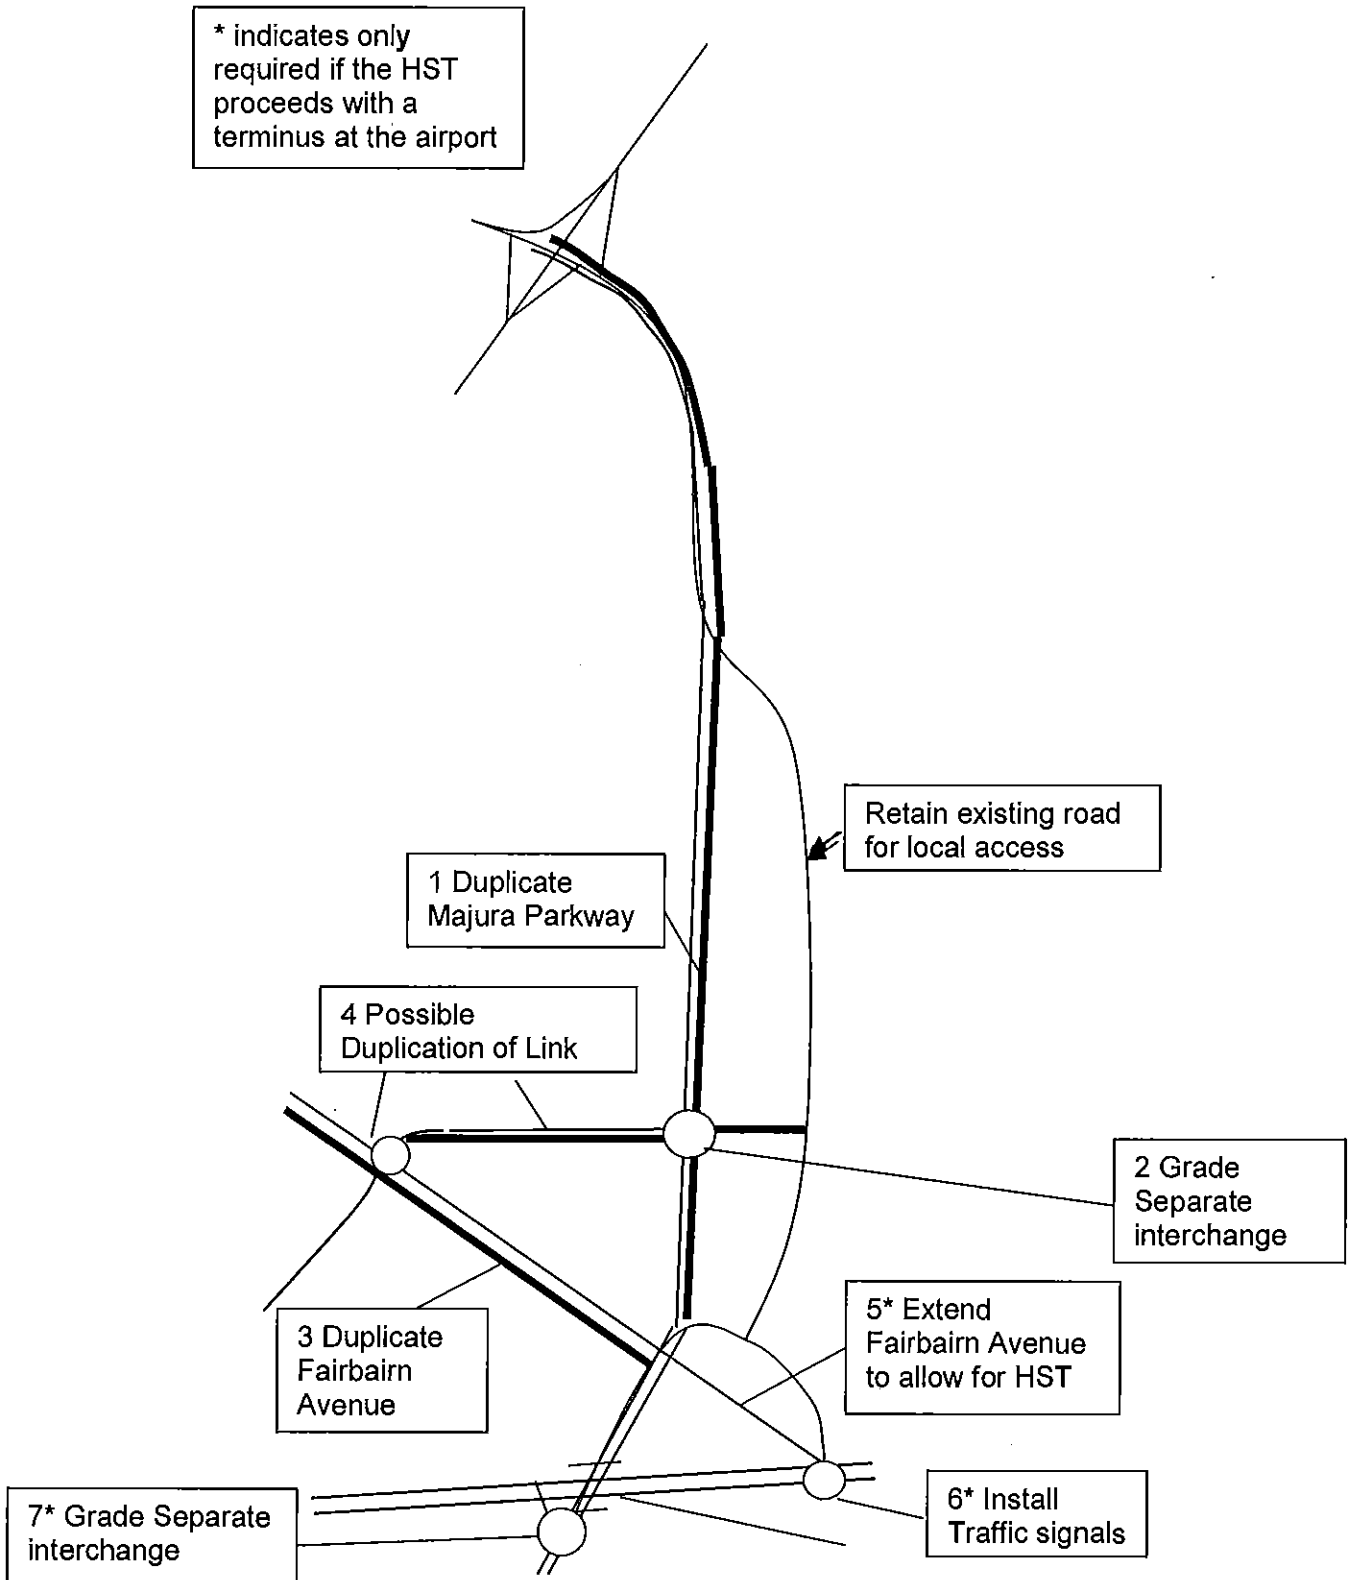 * indicates only
required if the HST
proceeds with a
terminus at the airport
Retain existing road
for local access
1 Duplicate
Majura Parkway
4 Possible
Duplication of Link
2 Grade
Separate
interchange
3 Duplicate
Fairbairn
Avenue
5* Extend
Fairbairn Avenue
to allow for HST
6* Install
Traffic signals
7* Grade Separate
interchange